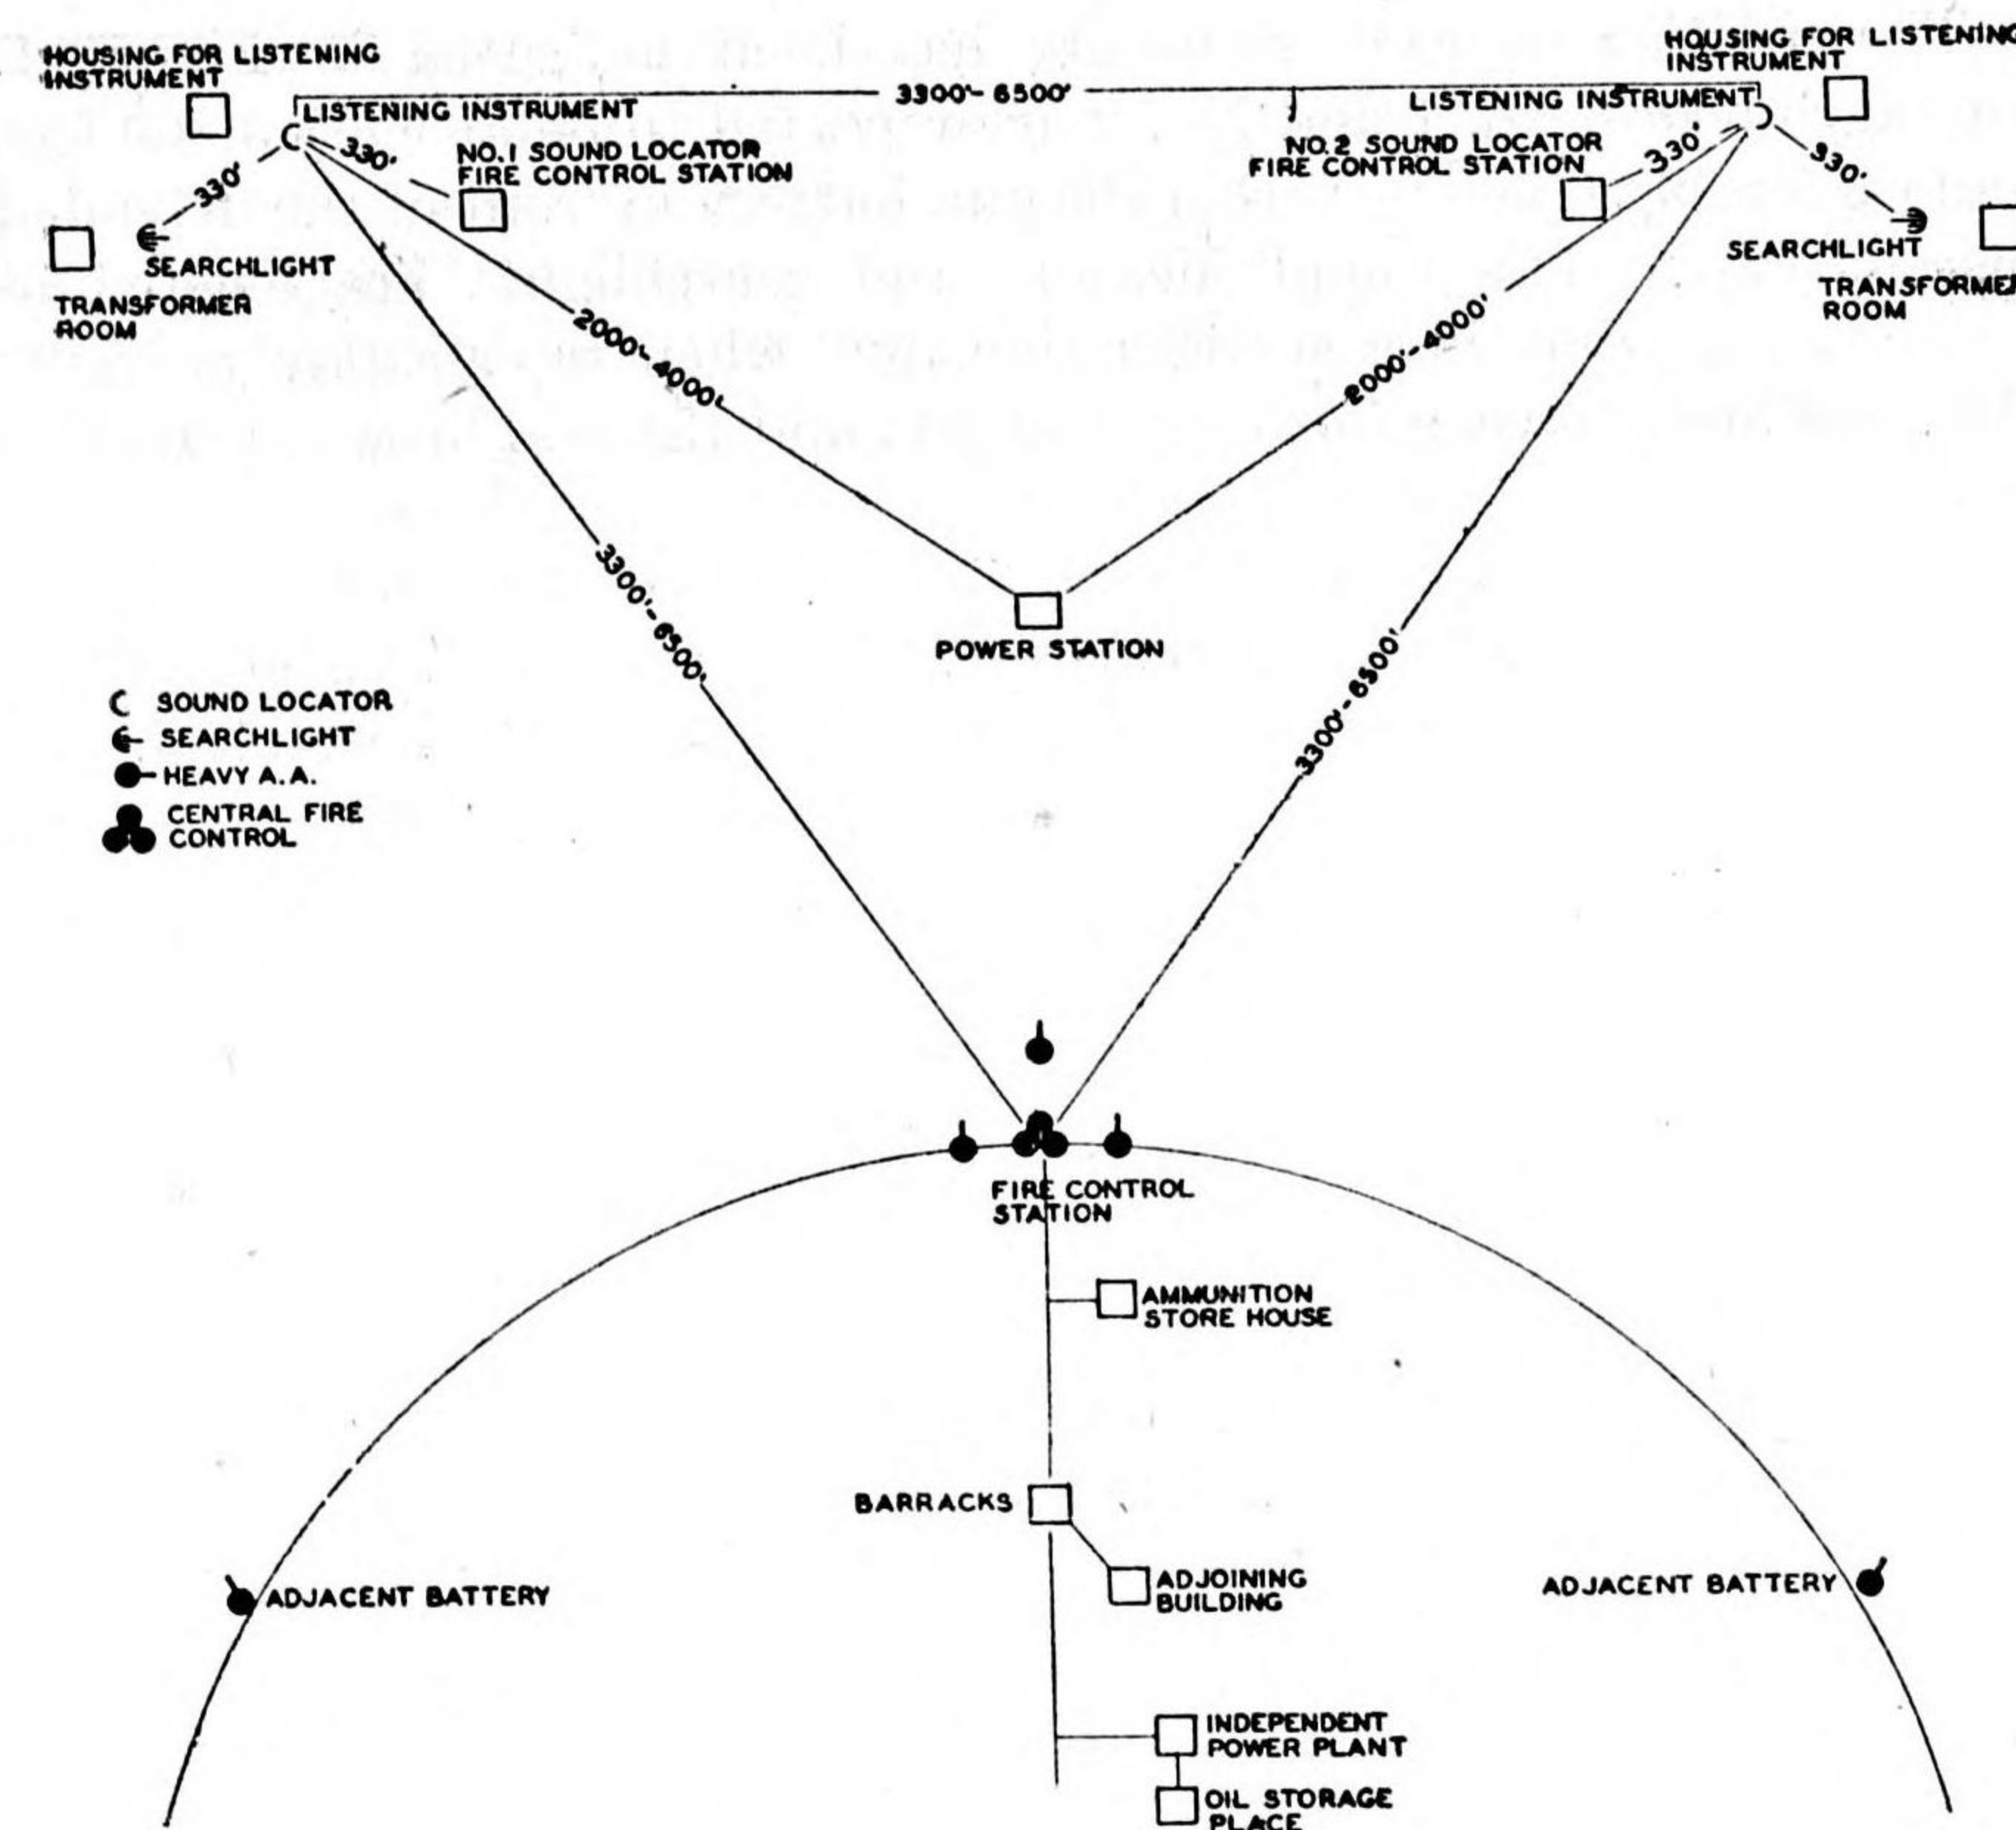 HOUSING FOR LISTENING
INSTRUMENT
LISTENING INSTRUMENT
3300'- 6500'
HOUSING FOR LISTENING
INSTRUMENT
LISTENING INSTRUMENT
330'
330'
NO.1 SOUND LOCATOR
FIRE CONTROL STATION
NO.2 SOUND LOCATOR
FIRE CONTROL STATION
330'
330'
SEARCHLIGHT
TRANSFORMER
ROOM
SEARCHLIGHT
TRANSFORME
ROOM
2000'-4000'
2000'-4000'
3300'-6500'
3300'-6500'
POWER STATION
SOUND LOCATOR
SEARCHLIGHT
HEAVY A.A.
CENTRAL FIRE
CONTROL
FIRE CONTROL
STATION
AMMUNITION
STORE HOUSE
BARRACKS
ADJOINING
BUILDING
ADJACENT BATTERY
ADJACENT BATTERY
INDEPENDENT
POWER PLANT
OIL STORAGE
PLACE